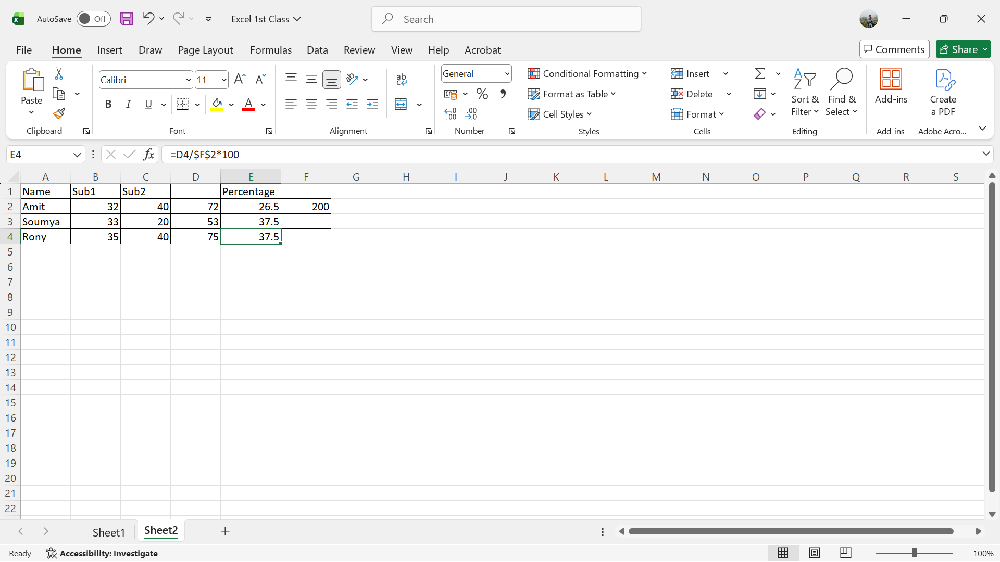 AutoSave Off Excel 1st Class Search
File Home Insert Draw Page Layout Formulas Data Review View Help Acrobat Comments Share
Paste
Clipboard
Calibri 11
B I U A
Font
ab
Alignment
General
% 9
.00 .00
Number
Conditional Formatting
Format as Table
Cell Styles
Styles
Insert
Delete
Format
Cells
Sort & Filter
Find & Select
Editing
Add-ins
Add-ins
Create a PDF
Adobe Acro...
E4 fx =D4/$F$2*100
A B C D E F G H I J K L M N O P Q R S
1 Name Sub1 Sub2 Percentage
2 Amit 32 40 72 26.5 200
3 Soumya 33 20 53 37.5
4 Rony 35 40 75 37.5
5
6
7
8
9
10
11
12
13
14
15
16
17
18
19
20
21
22
Sheet1 Sheet2
Ready Accessibility: Investigate 100%